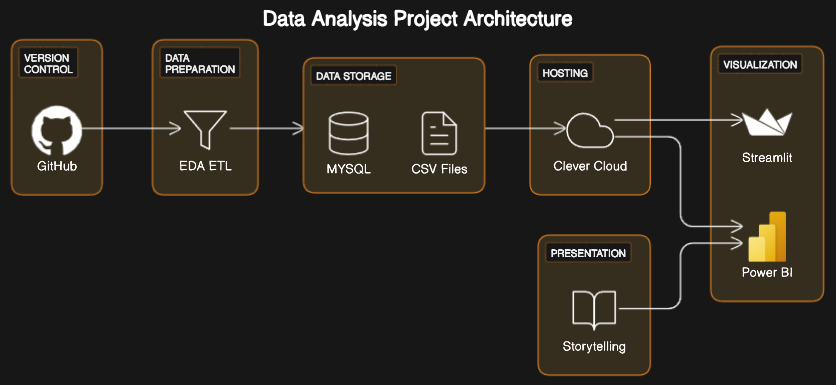 Data Analysis Project Architecture
VERSION
CONTROL
GitHub
DATA
PREPARATION
EDA ETL
DATA STORAGE
MYSQL
CSV Files
HOSTING
Clever Cloud
VISUALIZATION
Streamlit
Power BI
PRESENTATION
Storytelling